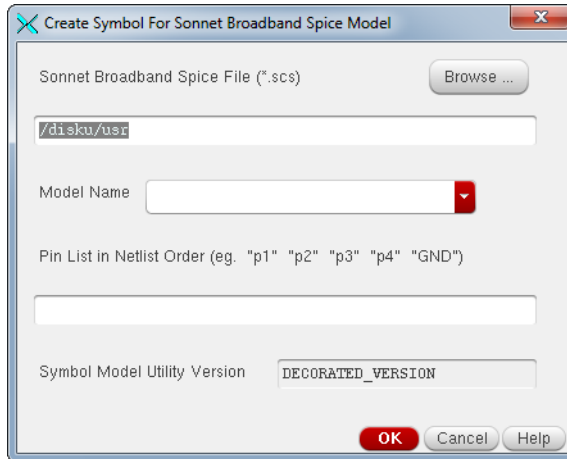 Create Symbol For Sonnet Broadband Spice Model
Sonnet Broadband Spice File (*.scs)
Browse ...
/disku/usr
Model Name
Pin List in Netlist Order (eg. "p1" "p2" "p3" "p4" "GND")
Symbol Model Utility Version
DECORATED_VERSION
OK
Cancel
Help